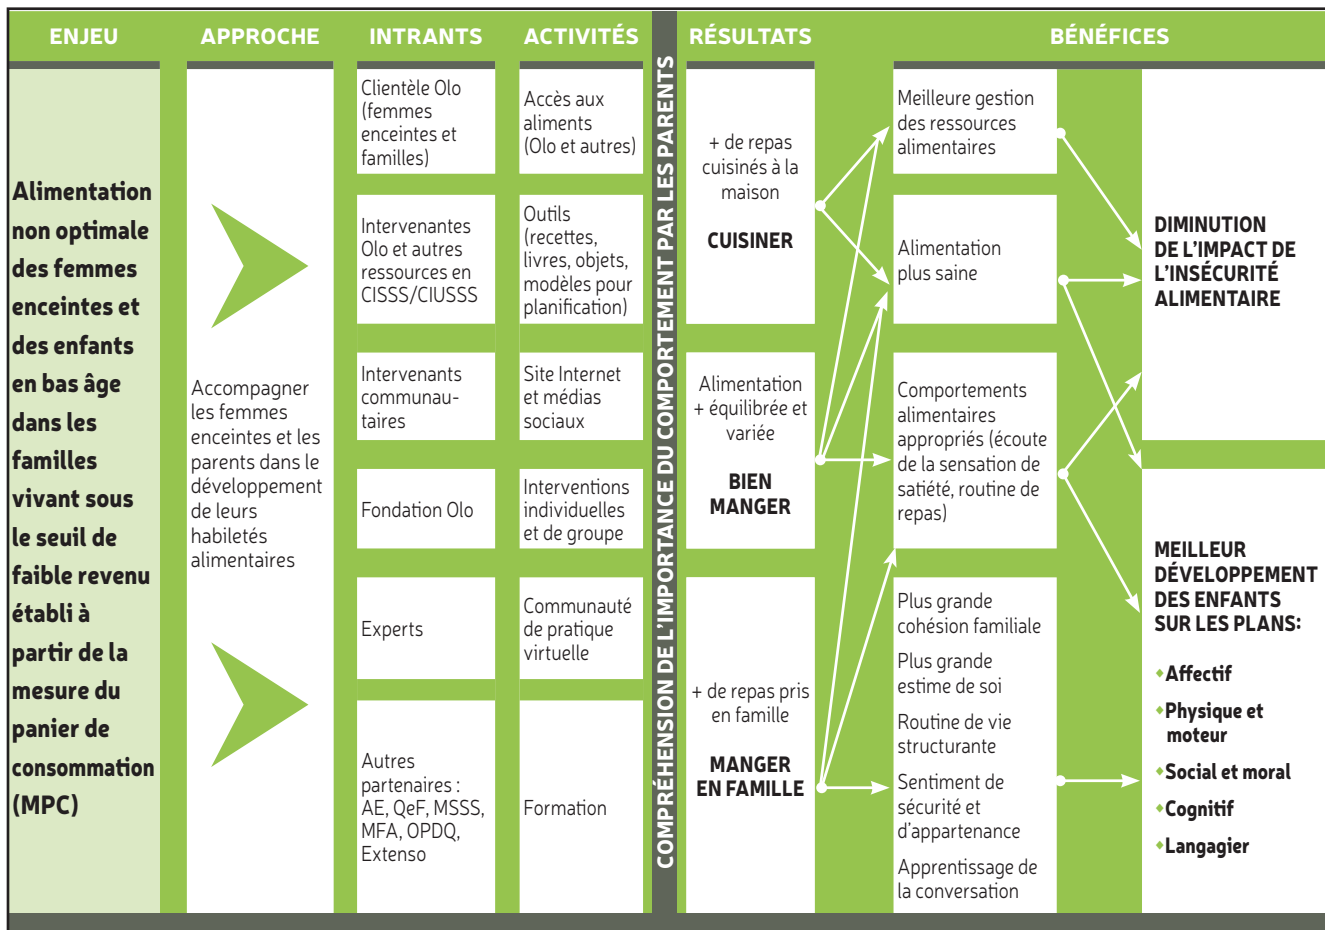 ENJEU
APPROCHE
INTRANTS
ACTIVITÉS
RÉSULTATS
BÉNÉFICES
Alimentation
non optimale
des femmes
enceintes et
des enfants
en bas âge
dans les
familles
vivant sous
le seuil de
faible revenu
établi à
partir de la
mesure du
panier de
consommation
(MPC)
Accompagner
les femmes
enceintes et les
parents dans le
développement
de leurs
habiletés
alimentaires
Clientèle Olo
(femmes
enceintes et
familles)
Intervenantes
Olo et autres
ressources en
CISSS/CIUSSS
Intervenants
communau-
taires
Fondation Olo
Experts
Autres
partenaires :
AE, QeF, MSSS,
MFA, OPDQ,
Extenso
Accès aux
aliments
(Olo et autres)
Outils
(recettes,
livres, objets,
modèles pour
planification)
Site Internet
et médias
sociaux
Interventions
individuelles
et de groupe
Communauté
de pratique
virtuelle
Formation
COMPRÉHENSION DE L'IMPORTANCE DU COMPORTEMENT PAR LES PARENTS
+ de repas
cuisinés à la
maison
CUISINER
Alimentation
+ équilibrée et
variée
BIEN
MANGER
+ de repas pris
en famille
MANGER
EN FAMILLE
Meilleure gestion
des ressources
alimentaires
Alimentation
plus saine
Comportements
alimentaires
appropriés (écoute
de la sensation de
satiété, routine de
repas)
Plus grande
cohésion familiale
Plus grande
estime de soi
Routine de vie
structurante
Sentiment de
sécurité et
d'appartenance
Apprentissage de
la conversation
DIMINUTION
DE L'IMPACT DE
L'INSÉCURITÉ
ALIMENTAIRE
MEILLEUR
DÉVELOPPEMENT
DES ENFANTS
SUR LES PLANS:
◆Affectif
◆Physique et
moteur
◆Social et moral
◆Cognitif
◆Langagier